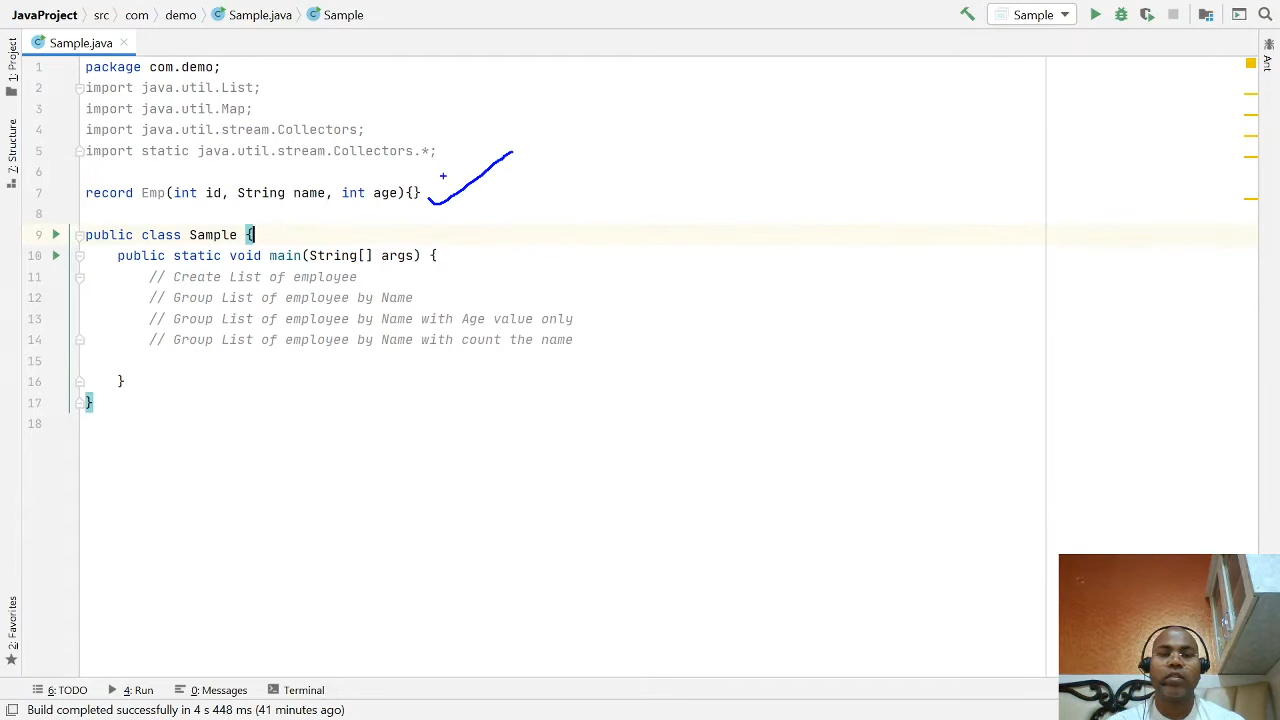 JavaProject src com demo Sample.java Sample
Sample
Sample.java
1: Project
7: Structure
2: Favorites
Ant
1 package com.demo;
2 import java.util.List;
3 import java.util.Map;
4 import java.util.stream.Collectors;
5 import static java.util.stream.Collectors.*;
6
7 record Emp(int id, String name, int age){}
8
9 public class Sample {
10 public static void main(String[] args) {
11 // Create List of employee
12 // Group List of employee by Name
13 // Group List of employee by Name with Age value only
14 // Group List of employee by Name with count the name
15
16 }
17 }
18
6: TODO 4: Run 0: Messages Terminal
Build completed successfully in 4 s 448 ms (41 minutes ago)